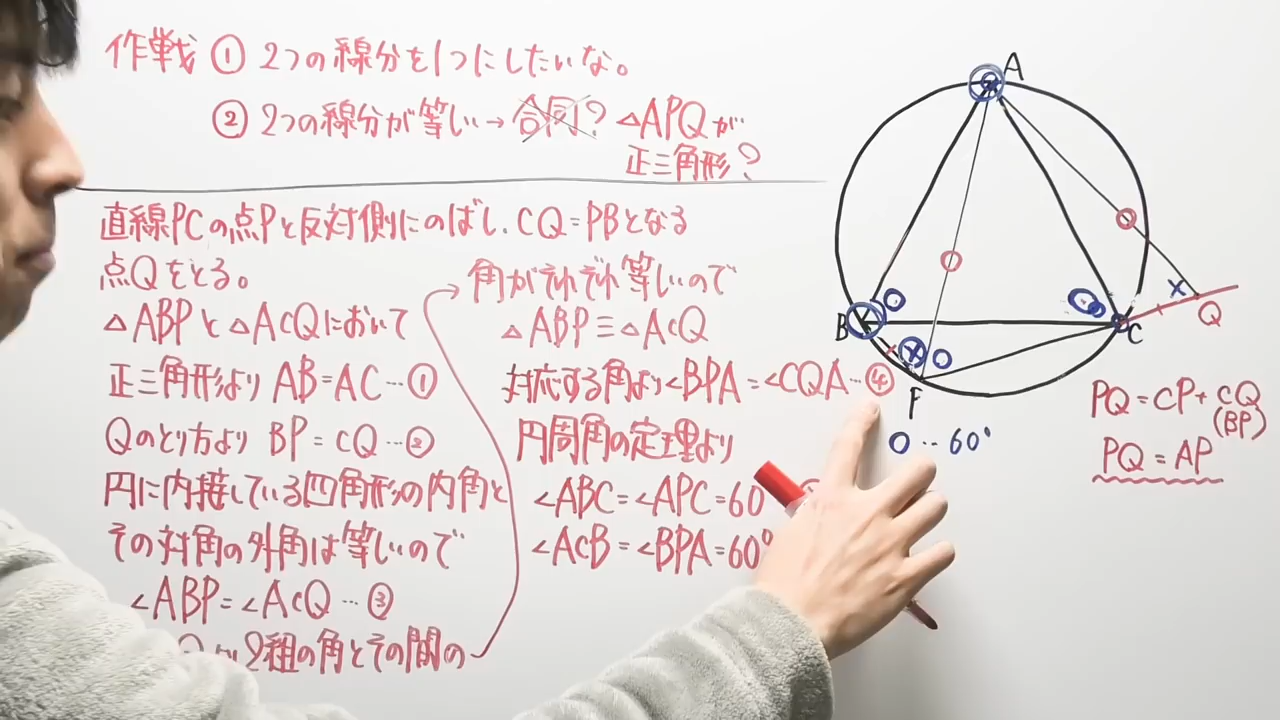 作戦 ① 2つの線分を1つにしたいな。
② 2つの線分が等しい→合同? △APQが
正三角形?
直線PCの点Pと反対側にのばし、CQ=PBとなる
点Qをとる。
△ABPと△ACQにおいて
正三角形より AB=AC…①
Qのとり方より BP=CQ…②
円に内接している四角形の内角と
その対角の外角は等しいので
∠ABP=∠ACQ…③
2組の角とその間の
角がそれぞれ等しいので
△ABP≡△ACQ
対応する角より∠BPA=∠CQA…④
円周角の定理より
∠ABC=∠APC=60
∠ACB=∠BPA=60°
A
B
C
P
Q
○…60°
PQ=CP+CQ
(BP)
PQ=AP